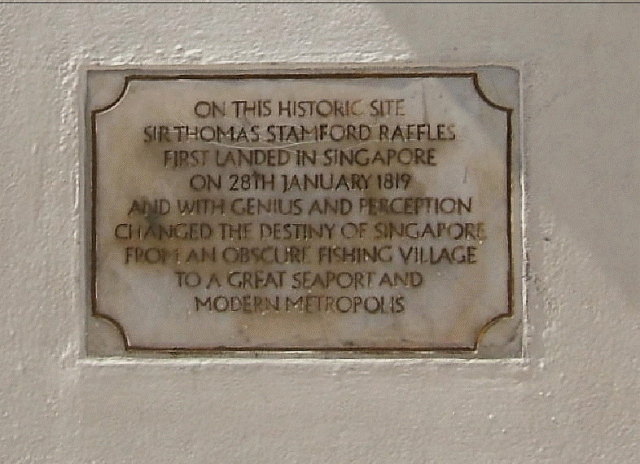 ON THIS HISTORIC SITE
SIR THOMAS STAMFORD RAFFLES
FIRST LANDED IN SINGAPORE
ON 28TH JANUARY 1819
AND WITH GENIUS AND PERCEPTION
CHANGED THE DESTINY OF SINGAPORE
FROM AN OBSCURE FISHING VILLAGE
TO A GREAT SEAPORT AND
MODERN METROPOLIS